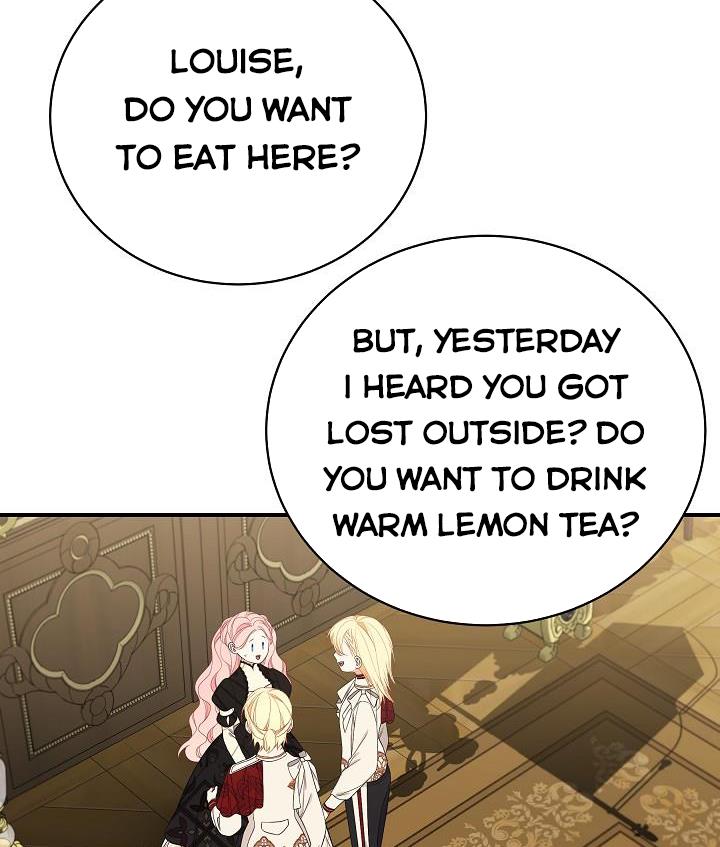 LOUISE,
DO YOU WANT
TO EAT HERE?
BUT, YESTERDAY
I HEARD YOU GOT
LOST OUTSIDE? DO
YOU WANT TO DRINK
WARM LEMON TEA?